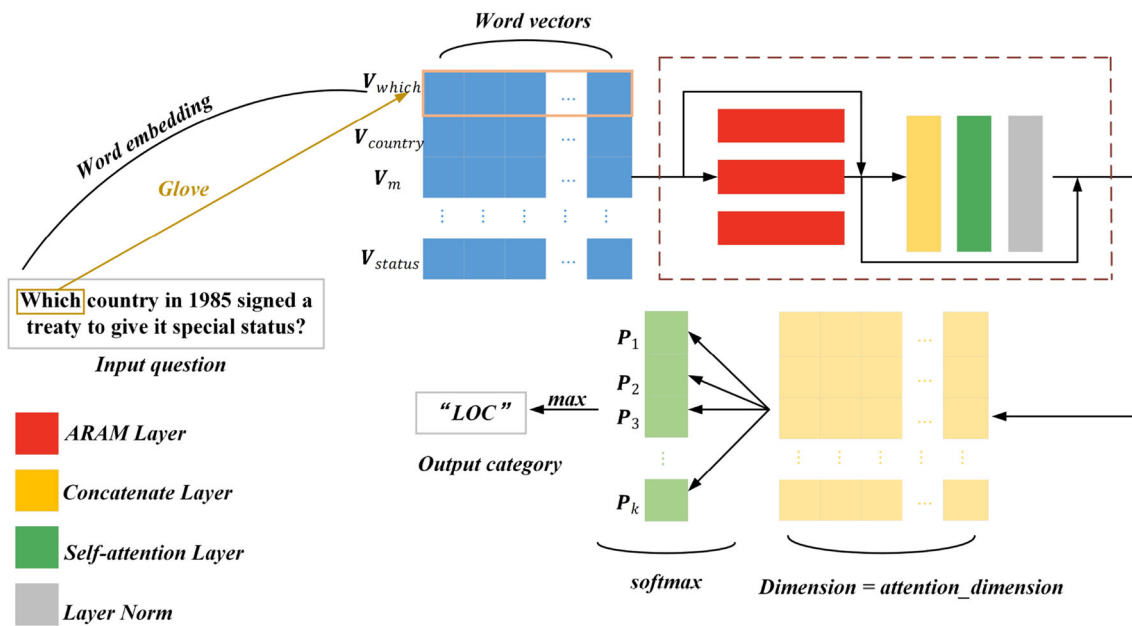 Word vectors
Word embedding
Glove
V_which
V_country
V_m
V_status
...
...
...
...
Which country in 1985 signed a
treaty to give it special status?
Input question
P_1
P_2
P_3
P_k
...
...
...
...
“LOC”
max
Output category
softmax
Dimension = attention_dimension
ARAM Layer
Concatenate Layer
Self-attention Layer
Layer Norm